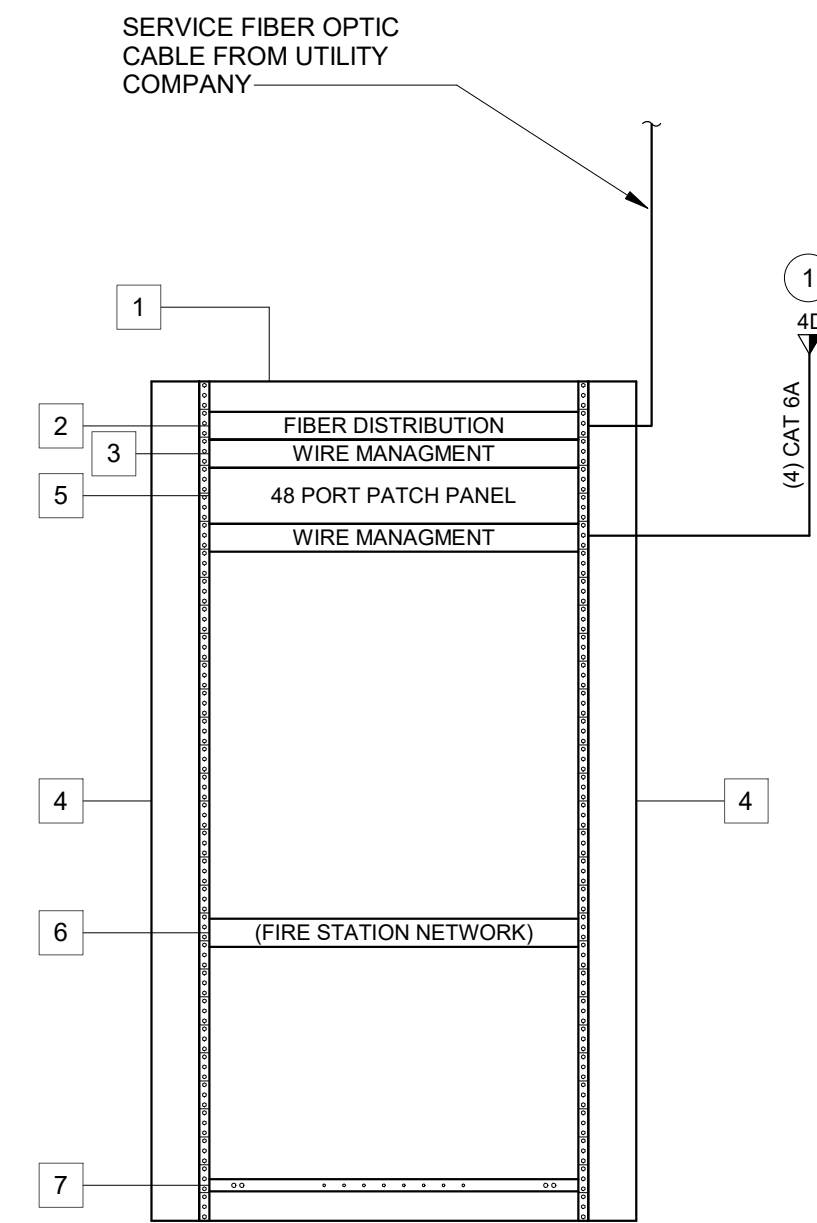 SERVICE FIBER OPTIC
CABLE FROM UTILITY
COMPANY
1
1
4D
(4) CAT 6A
2
FIBER DISTRIBUTION
3
WIRE MANAGMENT
5
48 PORT PATCH PANEL
WIRE MANAGMENT
4
4
6
(FIRE STATION NETWORK)
7